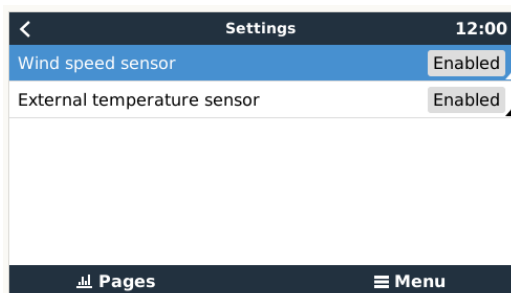 Settings 12:00
Wind speed sensor Enabled
External temperature sensor Enabled
Pages Menu